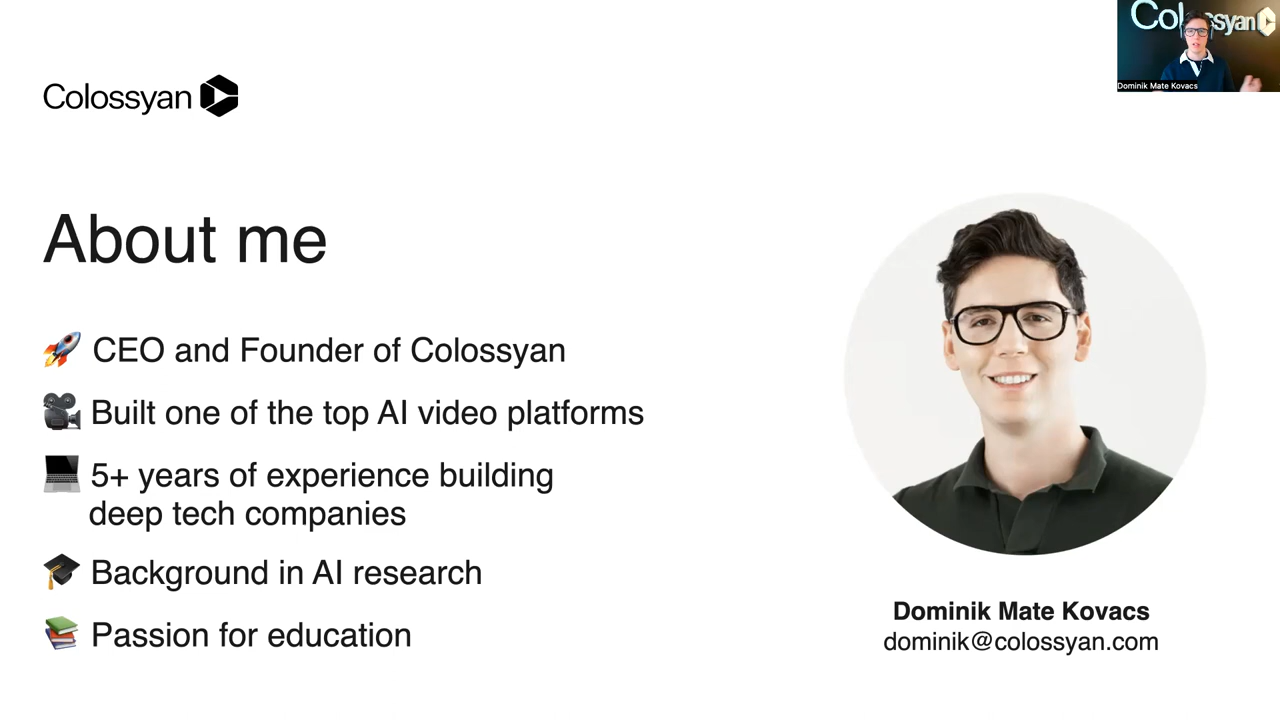 Colossyan
Dominik Mate Kovacs
Colossyan
About me
CEO and Founder of Colossyan
Built one of the top AI video platforms
5+ years of experience building
deep tech companies
Background in AI research
Passion for education
Dominik Mate Kovacs
dominik@colossyan.com